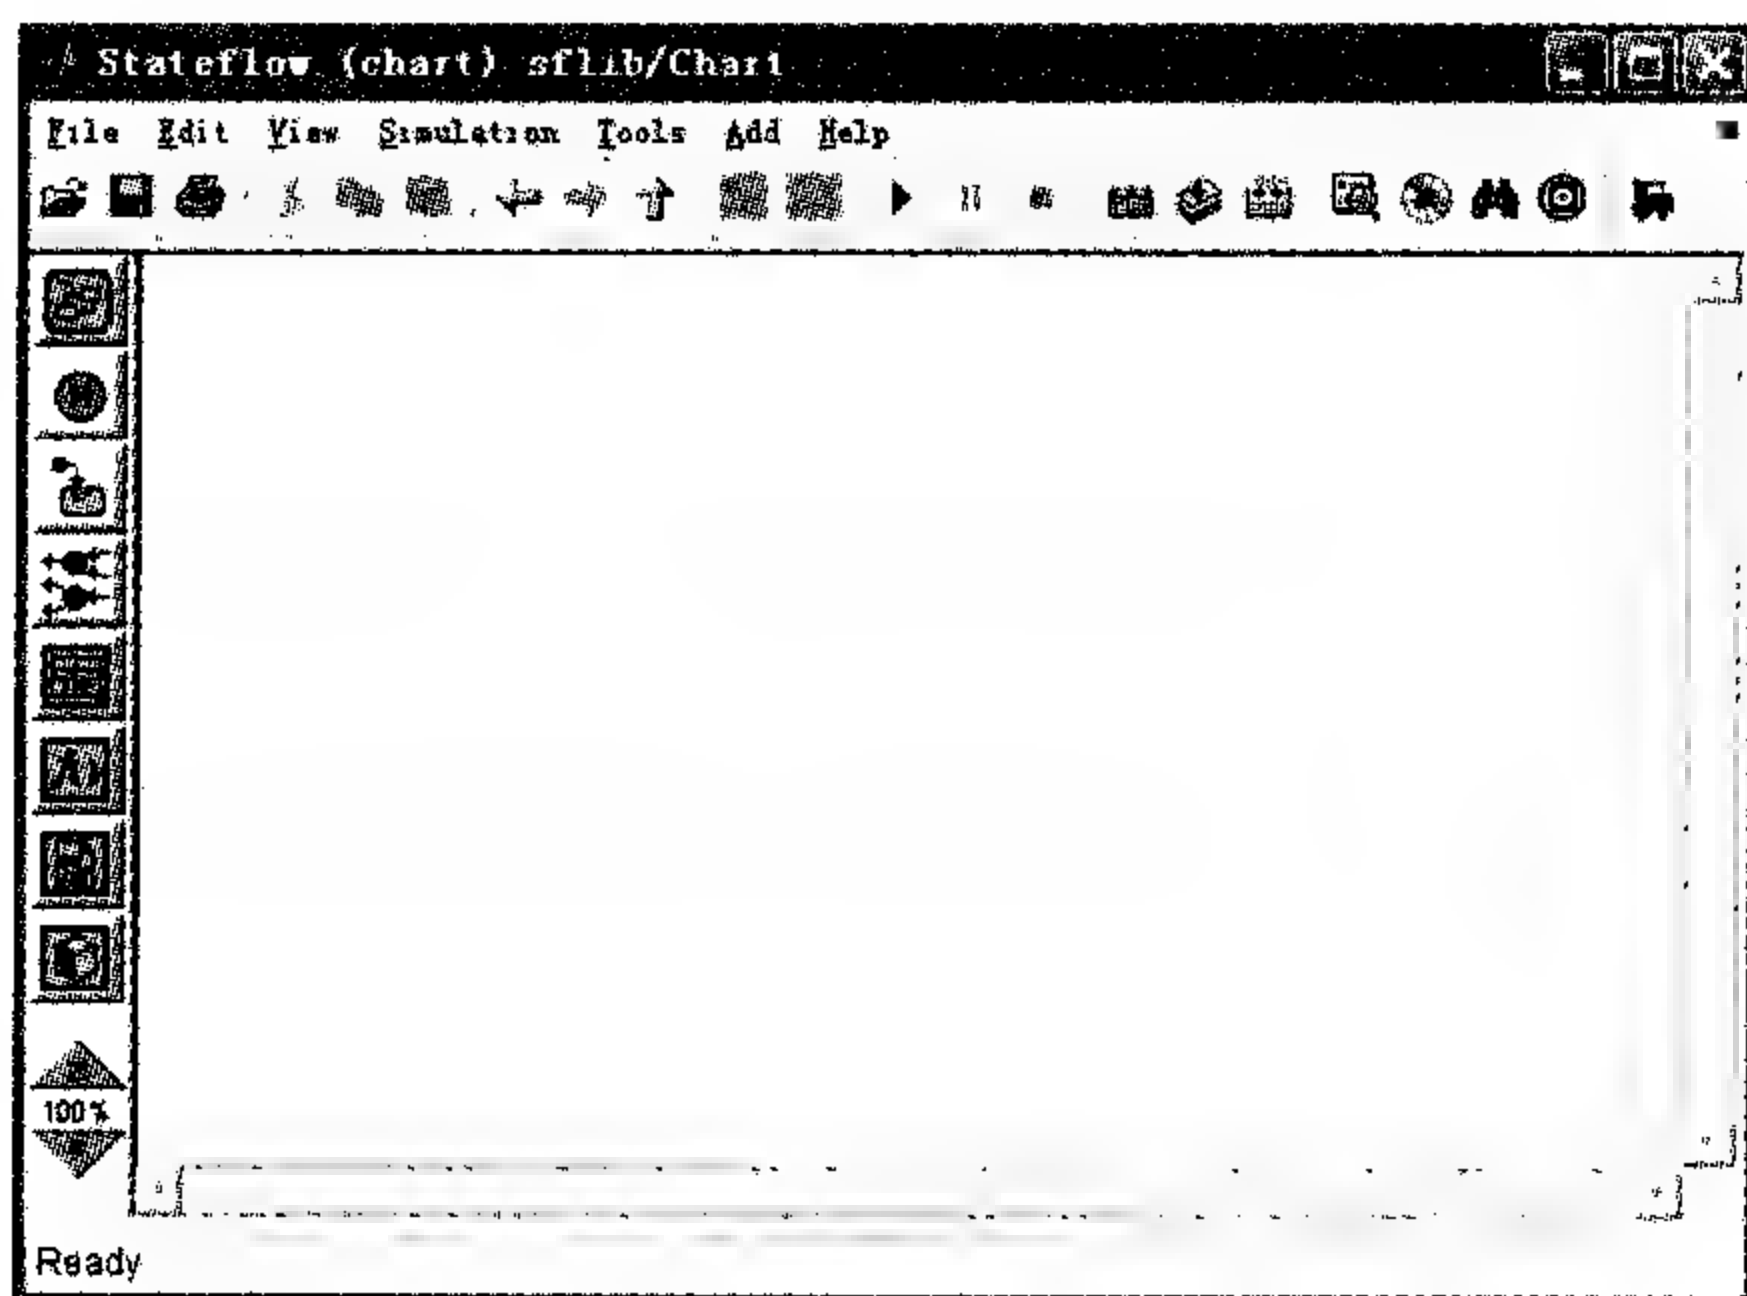 Stateflow (chart) sflib/Chart
File Edit View Simulation Tools Add Help
100%
Ready